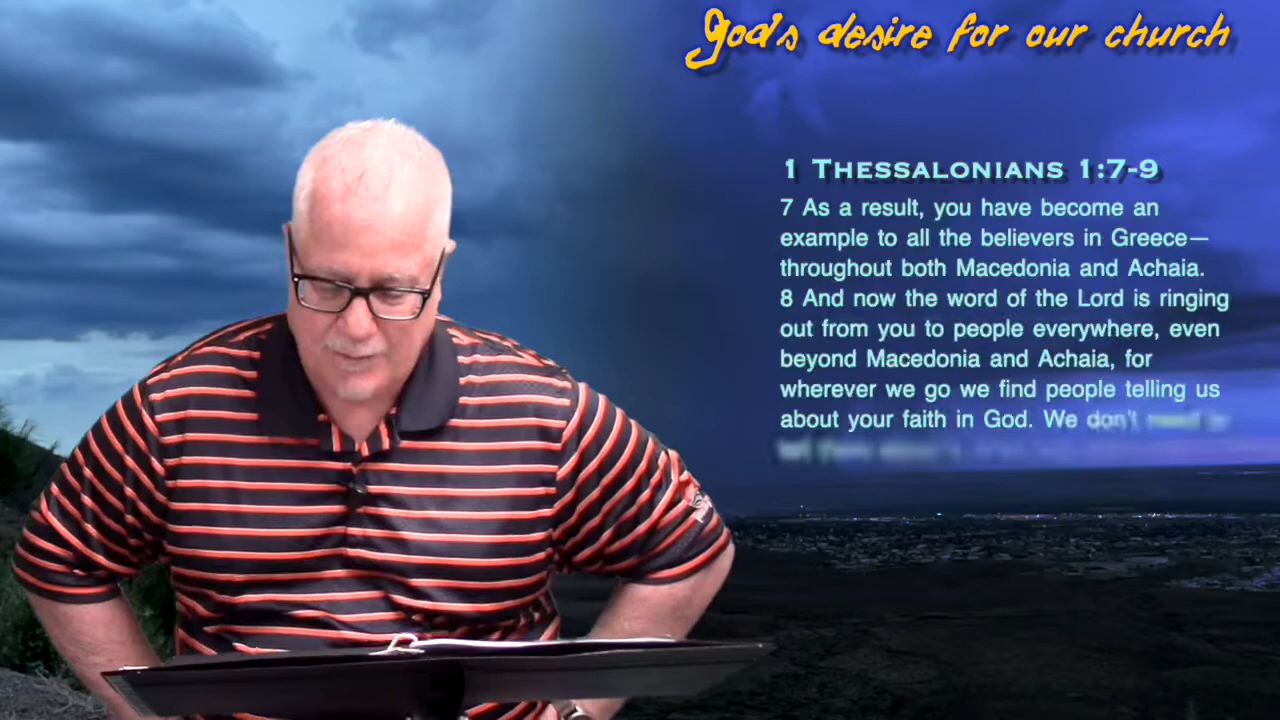 God's desire for our church
1 Thessalonians 1:7-9
7 As a result, you have become an
example to all the believers in Greece—
throughout both Macedonia and Achaia.
8 And now the word of the Lord is ringing
out from you to people everywhere, even
beyond Macedonia and Achaia, for
wherever we go we find people telling us
about your faith in God. We don't